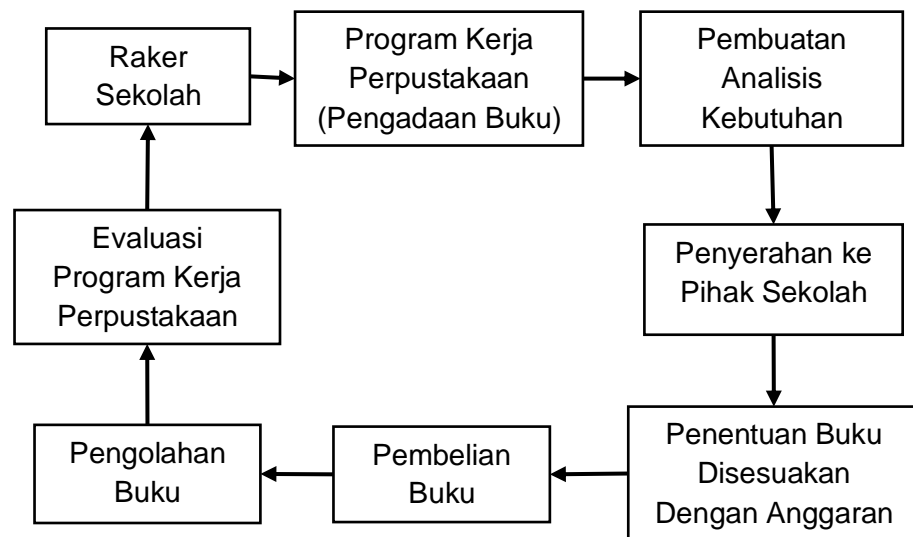 Raker
Sekolah
Program Kerja
Perpustakaan
(Pengadaan Buku)
Pembuatan
Analisis
Kebutuhan
Penyerahan ke
Pihak Sekolah
Penentuan Buku
Disesuakan
Dengan Anggaran
Pembelian
Buku
Pengolahan
Buku
Evaluasi
Program Kerja
Perpustakaan